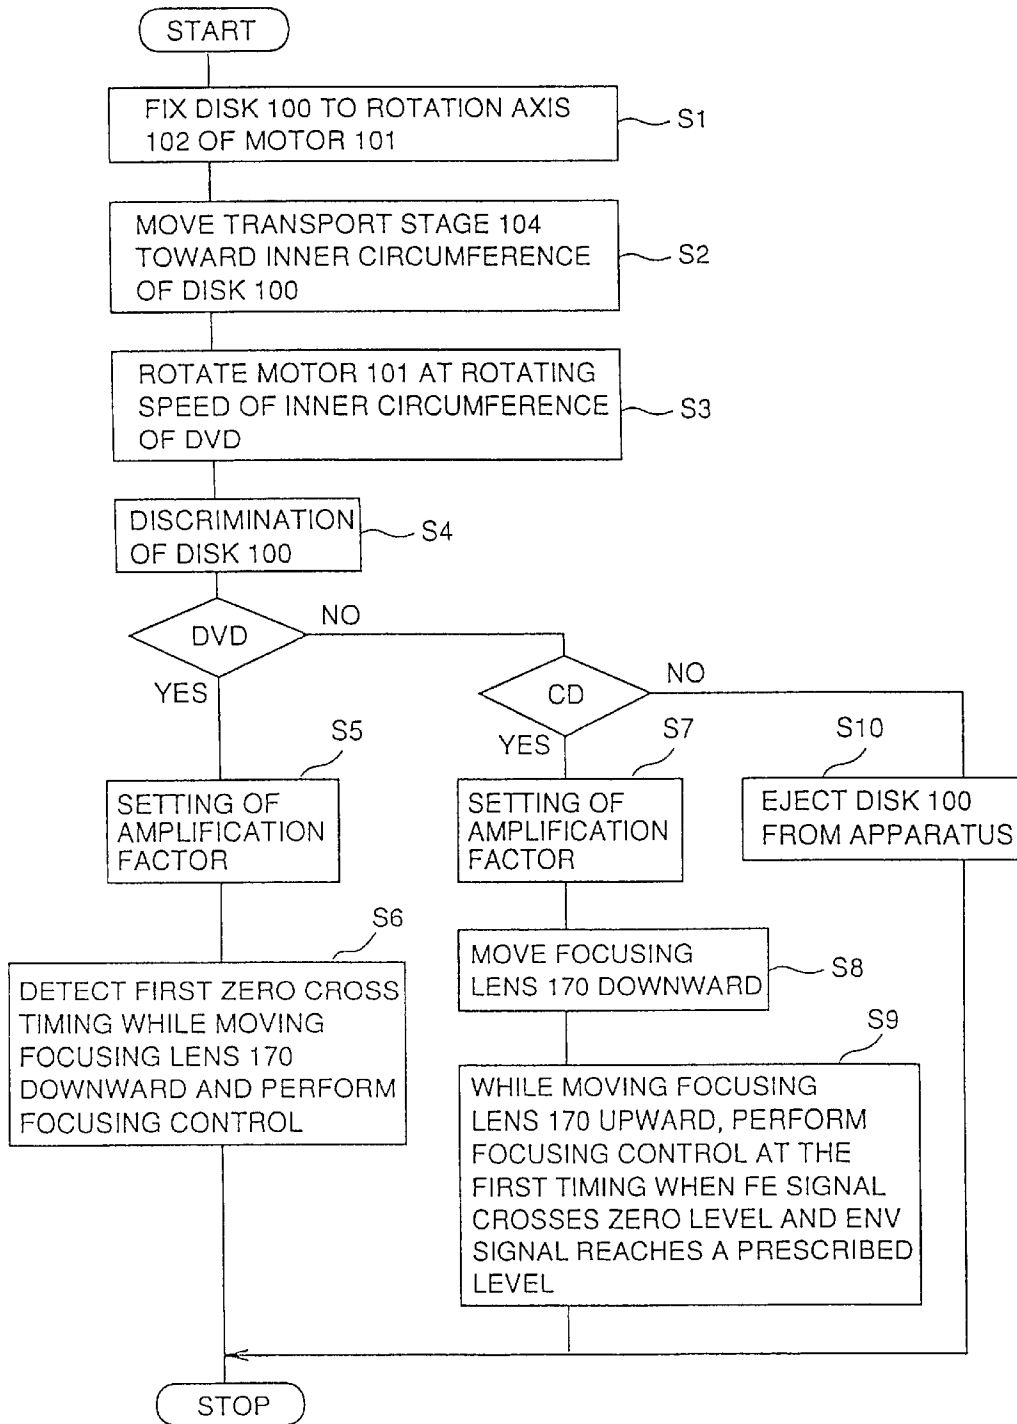 START
FIX DISK 100 TO ROTATION AXIS
102 OF MOTOR 101
S1
MOVE TRANSPORT STAGE 104
TOWARD INNER CIRCUMFERENCE
OF DISK 100
S2
ROTATE MOTOR 101 AT ROTATING
SPEED OF INNER CIRCUMFERENCE
OF DVD
S3
DISCRIMINATION
OF DISK 100
S4
DVD
NO
YES
CD
NO
YES
S5
SETTING OF
AMPLIFICATION
FACTOR
S7
SETTING OF
AMPLIFICATION
FACTOR
S10
EJECT DISK 100
FROM APPARATUS
S6
DETECT FIRST ZERO CROSS
TIMING WHILE MOVING
FOCUSING LENS 170
DOWNWARD AND PERFORM
FOCUSING CONTROL
MOVE FOCUSING
LENS 170 DOWNWARD
S8
S9
WHILE MOVING FOCUSING
LENS 170 UPWARD, PERFORM
FOCUSING CONTROL AT THE
FIRST TIMING WHEN FE SIGNAL
CROSSES ZERO LEVEL AND ENV
SIGNAL REACHES A PRESCRIBED
LEVEL
STOP